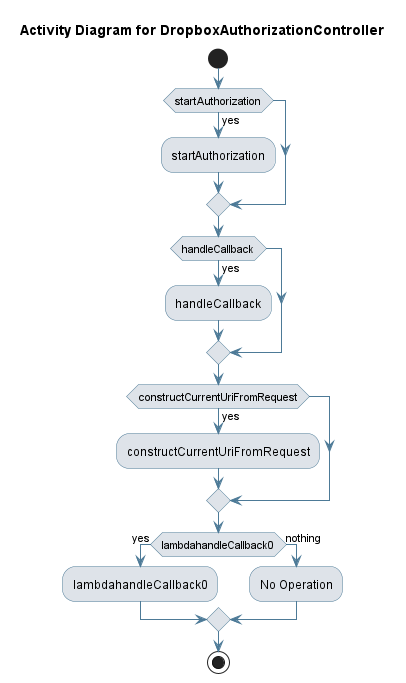 Activity Diagram for DropboxAuthorizationController
startAuthorization
yes
startAuthorization
handleCallback
yes
handleCallback
constructCurrentUriFromRequest
yes
constructCurrentUriFromRequest
yes
lambdahandleCallback0
nothing
lambdahandleCallback0
No Operation